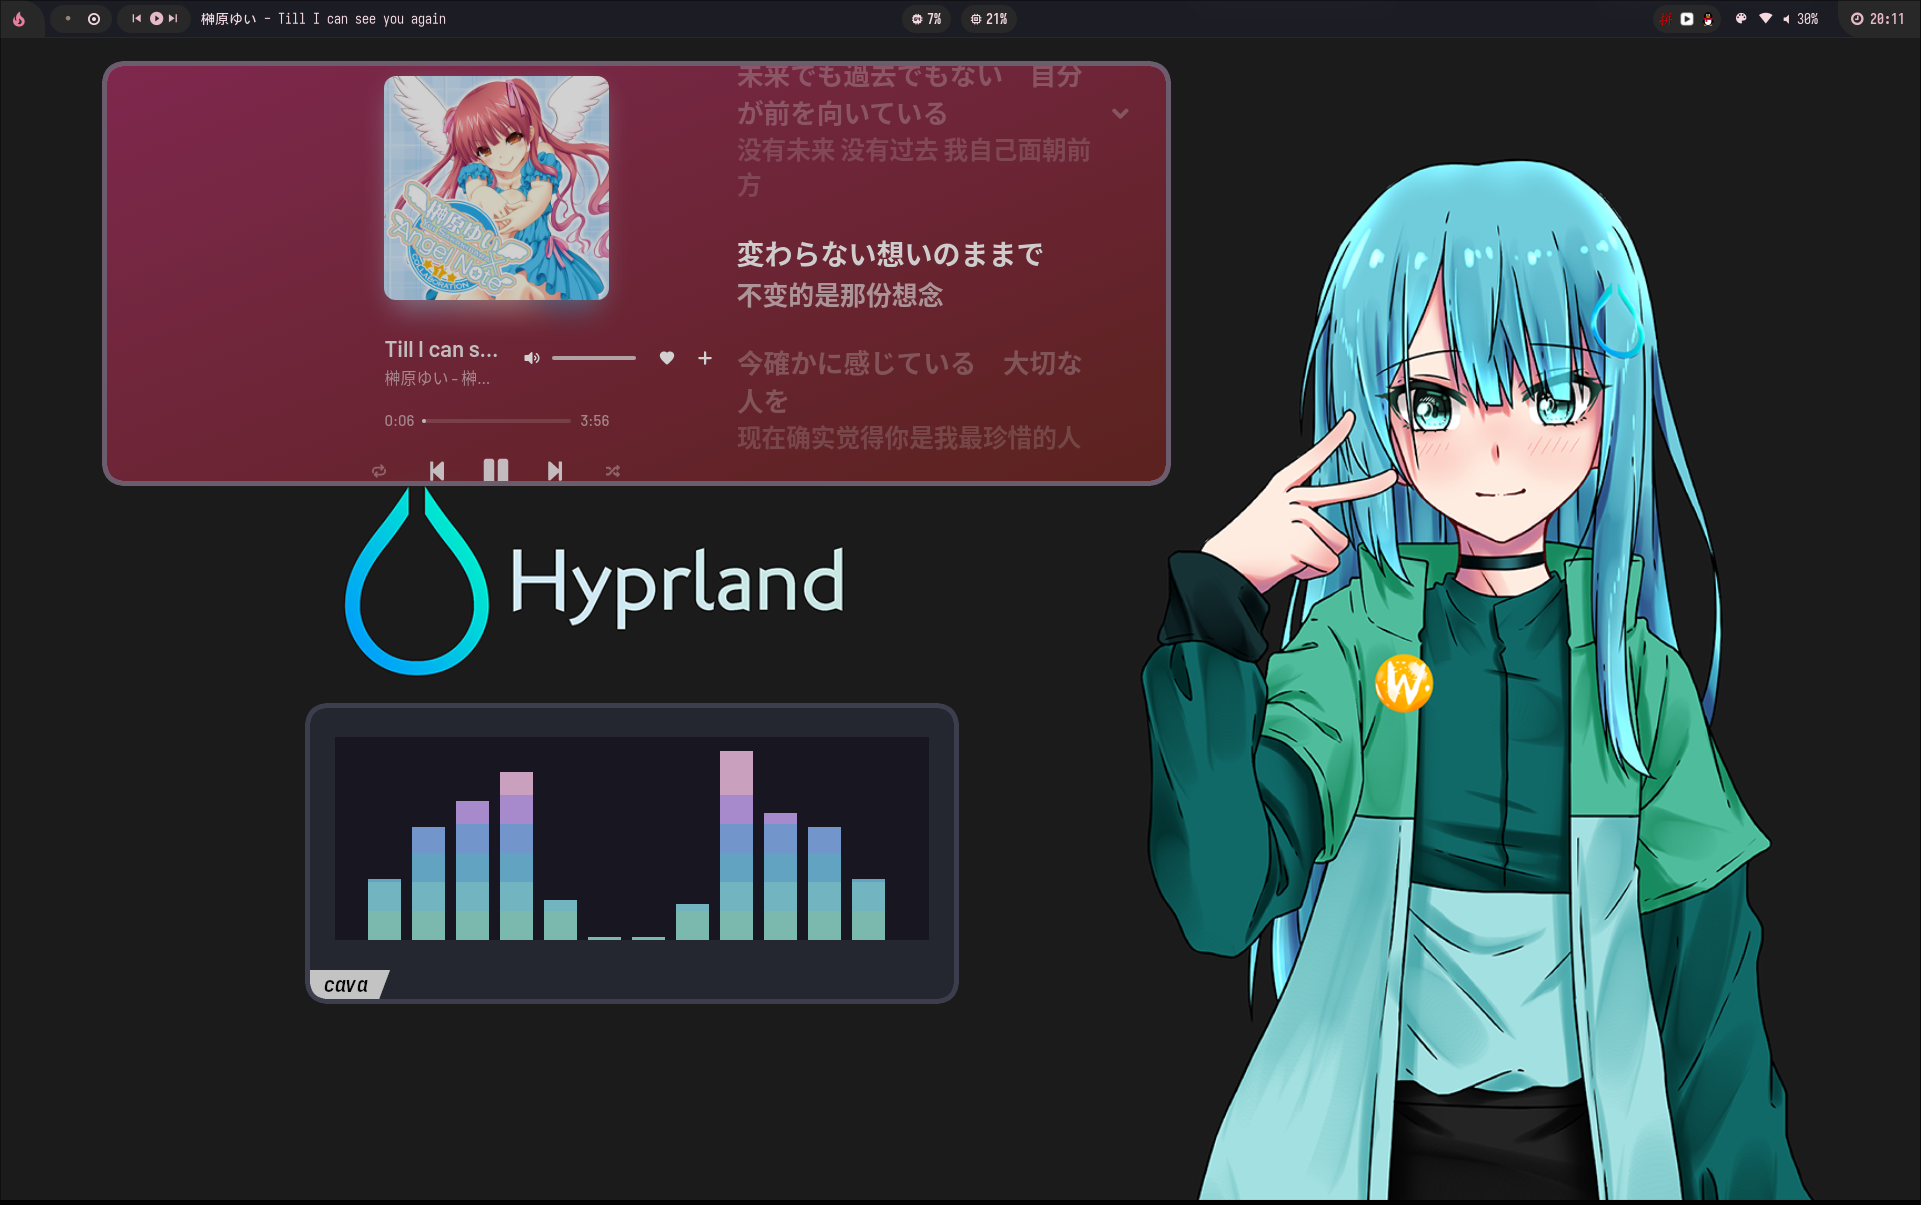 榊原ゆい - Till I can see you again
7%
21%
拼
30%
20:11
榊原ゆい
Angel Note
COLLABORATION
未来でも過去でもない　自分
が前を向いている
没有未来 没有过去 我自己面朝前
方
変わらない想いのままで
不变的是那份想念
今確かに感じている　大切な
人を
现在确实觉得你是我最珍惜的人
Till I can s...
榊原ゆい - 榊...
0:06
3:56
Hyprland
W
cava